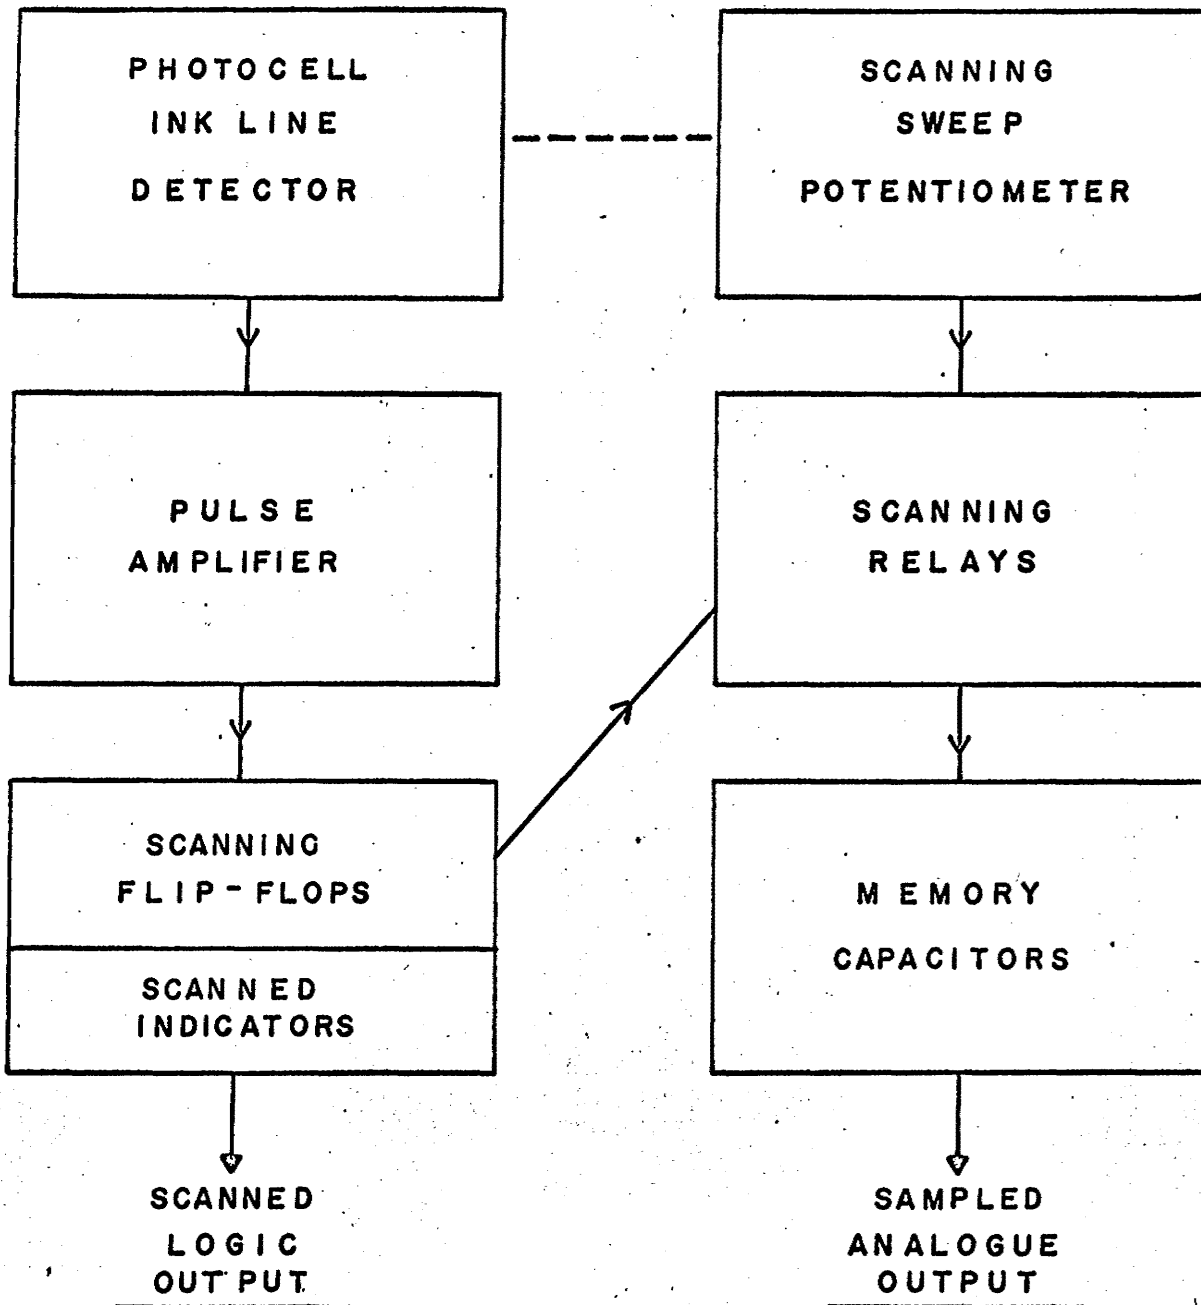 PHOTOCELL
INK LINE
DETECTOR
SCANNING
SWEEP
POTENTIOMETER
PULSE
AMPLIFIER
SCANNING
RELAYS
SCANNING
FLIP-FLOPS
SCANNED
INDICATORS
MEMORY
CAPACITORS
SCANNED
LOGIC
OUTPUT
SAMPLED
ANALOGUE
OUTPUT